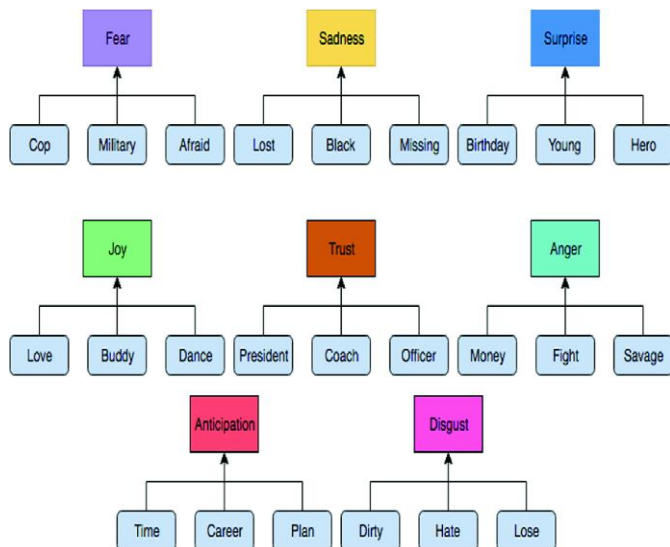 Fear
Sadness
Surprise
Cop
Military
Afraid
Lost
Black
Missing
Birthday
Young
Hero
Joy
Trust
Anger
Love
Buddy
Dance
President
Coach
Officer
Money
Fight
Savage
Anticipation
Disgust
Time
Career
Plan
Dirty
Hate
Lose